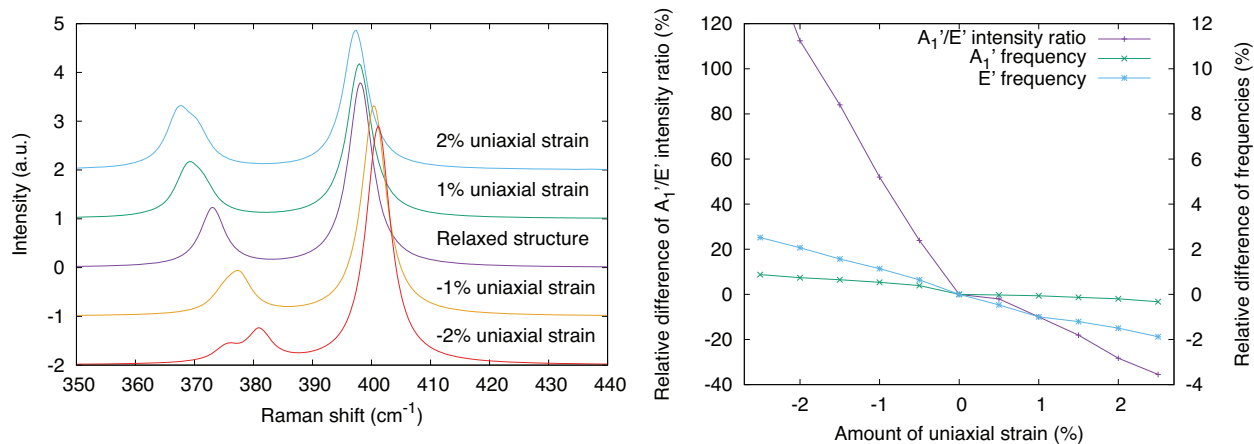 5
4
3
2
1
0
-1
-2
Intensity (a.u.)
2% uniaxial strain
1% uniaxial strain
Relaxed structure
-1% uniaxial strain
-2% uniaxial strain
350 360 370 380 390 400 410 420 430 440
Raman shift (cm⁻¹)
120
100
80
60
40
20
0
-20
-40
Relative difference of A₁'/E' intensity ratio (%)
A₁'/E' intensity ratio
A₁' frequency
E' frequency
12
10
8
6
4
2
0
-2
-4
Relative difference of frequencies (%)
-2 -1 0 1 2
Amount of uniaxial strain (%)